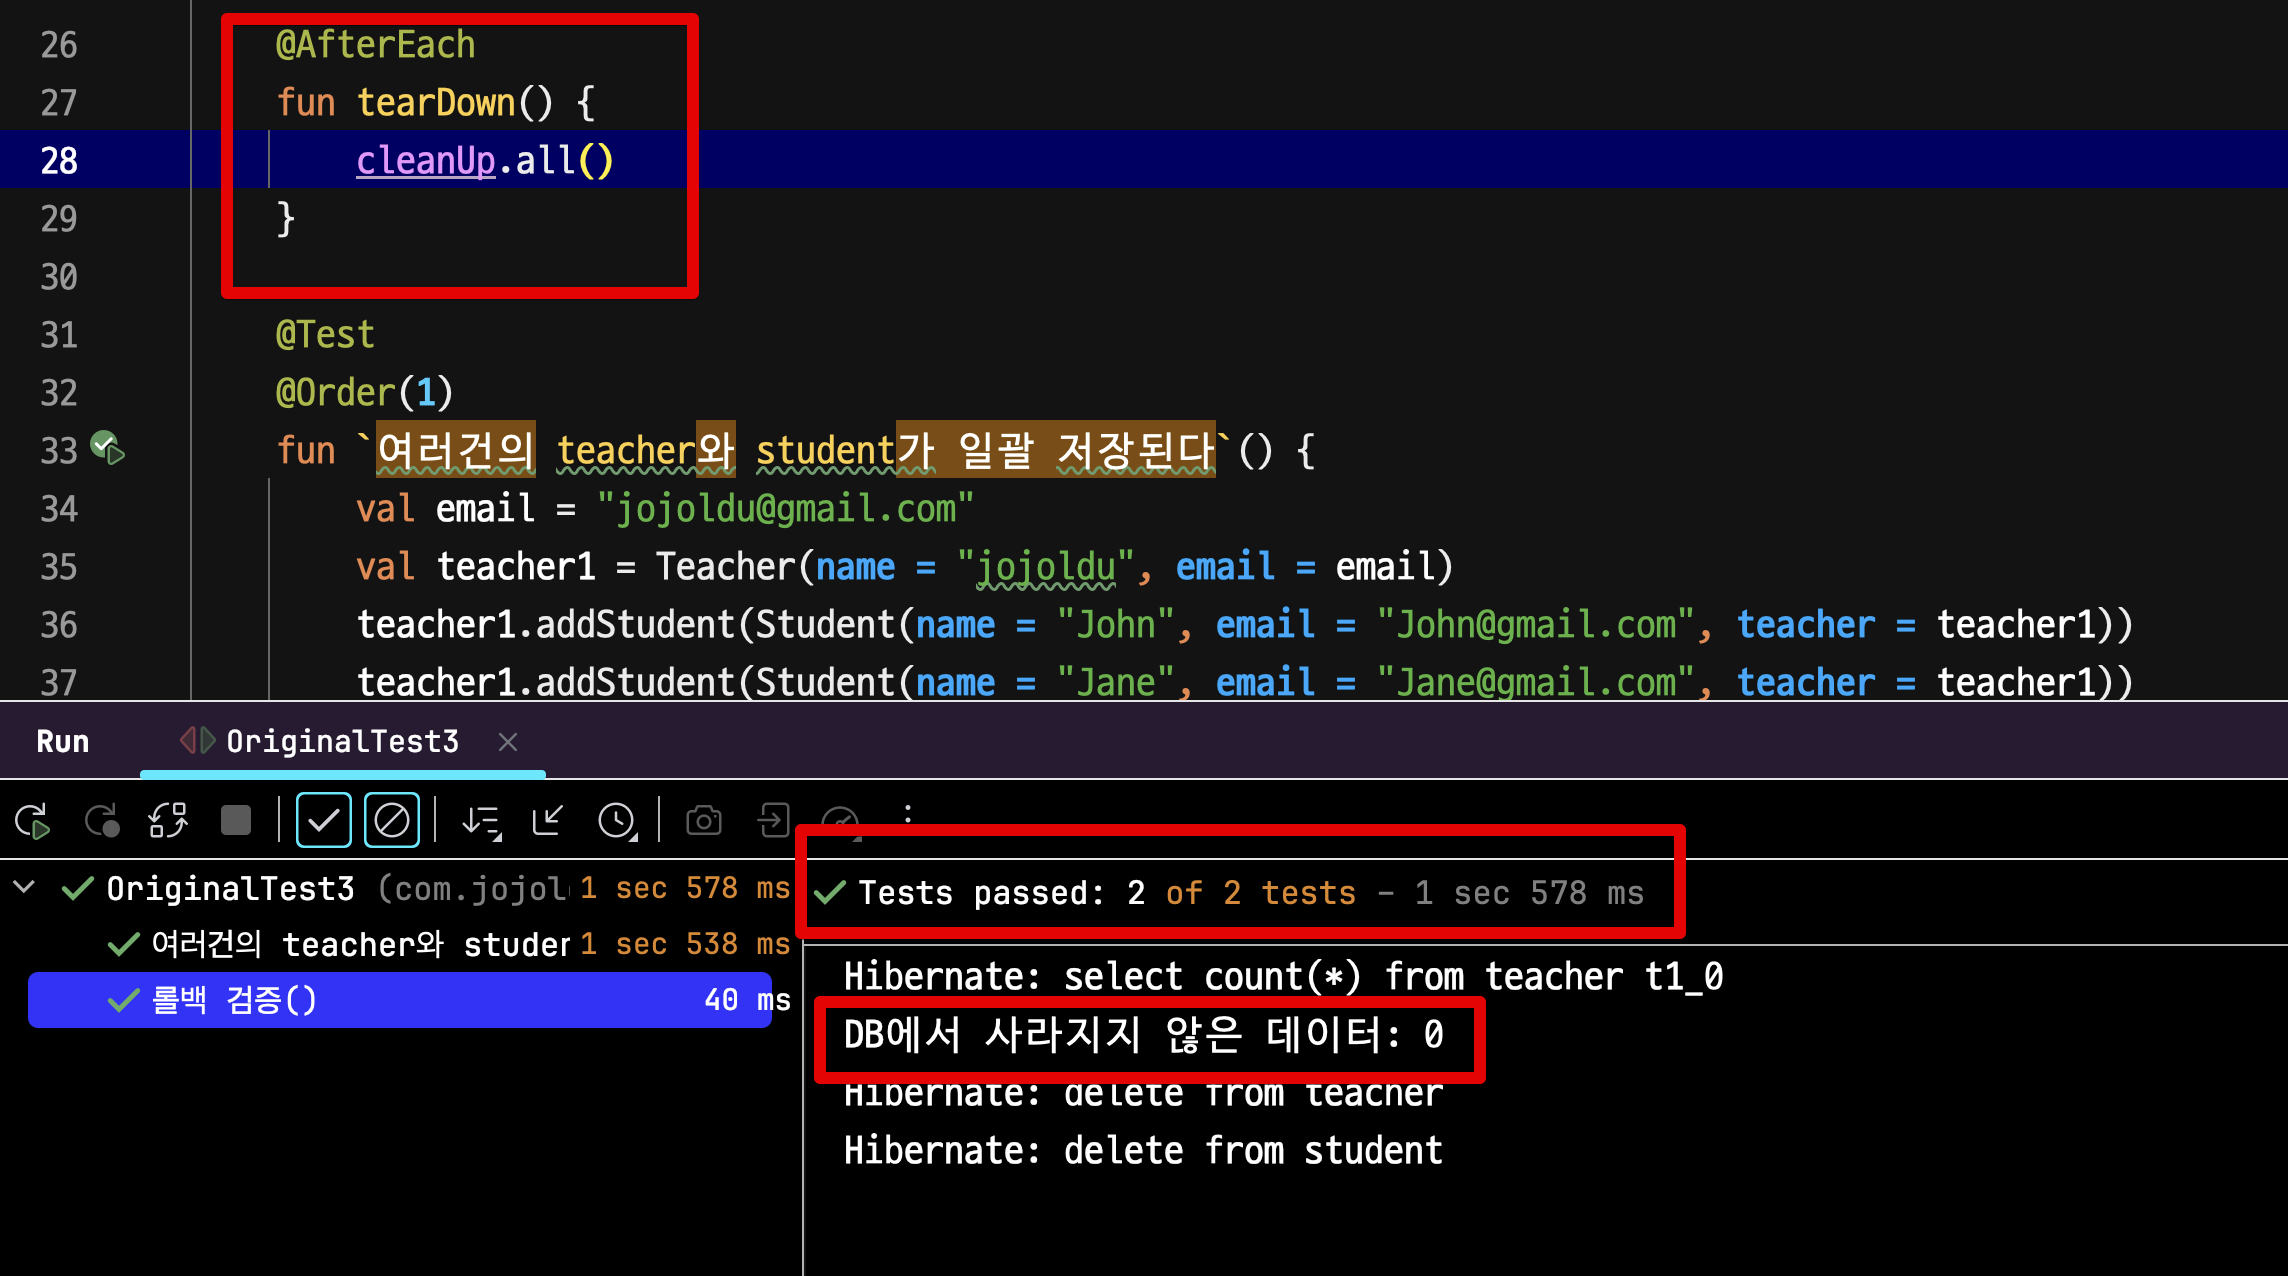 26 @AfterEach
27 fun tearDown() {
28 cleanUp.all()
29 }
30
31 @Test
32 @Order(1)
33 fun `여러건의 teacher와 student가 일괄 저장된다`() {
34 val email = "jojoldu@gmail.com"
35 val teacher1 = Teacher(name = "jojoldu", email = email)
36 teacher1.addStudent(Student(name = "John", email = "John@gmail.com", teacher = teacher1))
37 teacher1.addStudent(Student(name = "Jane", email = "Jane@gmail.com", teacher = teacher1))
Run OriginalTest3
OriginalTest3 (com.jojol 1 sec 578 ms
여러건의 teacher와 studen 1 sec 538 ms
롤백 검증() 40 ms
Tests passed: 2 of 2 tests – 1 sec 578 ms
Hibernate: select count(*) from teacher t1_0
DB에서 사라지지 않은 데이터: 0
Hibernate: delete from teacher
Hibernate: delete from student